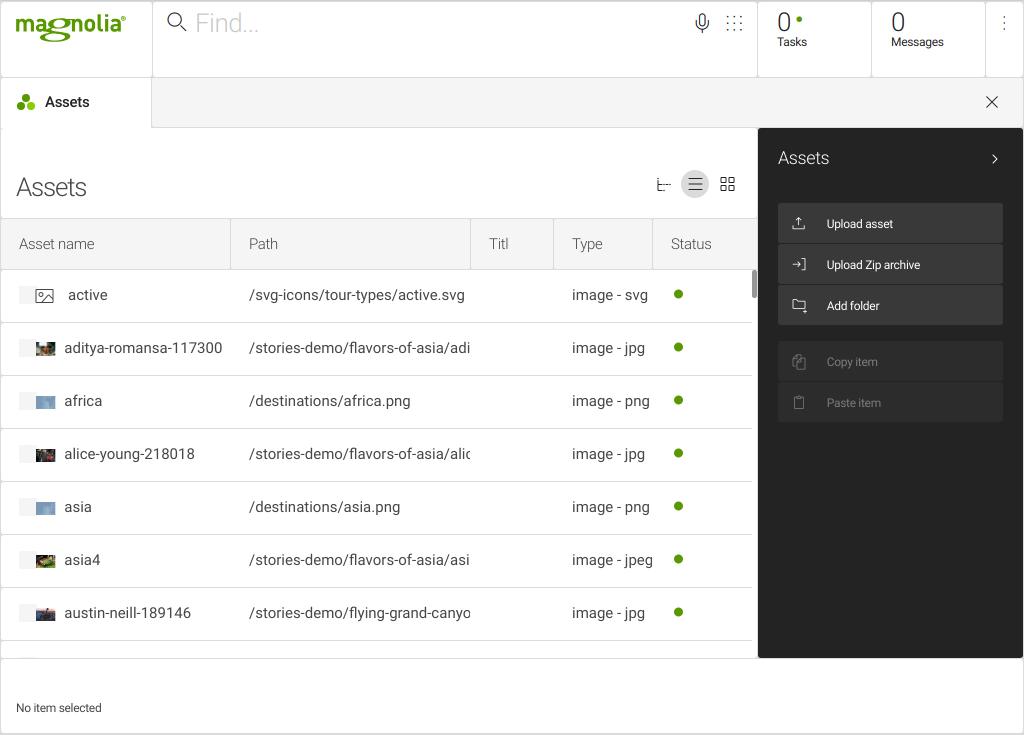 magnolia®
Find...
0
Tasks
0
Messages
Assets
Assets
Asset name Path Titl Type Status
active /svg-icons/tour-types/active.svg image - svg
aditya-romansa-117300 /stories-demo/flavors-of-asia/adi image - jpg
africa /destinations/africa.png image - png
alice-young-218018 /stories-demo/flavors-of-asia/alic image - jpg
asia /destinations/asia.png image - png
asia4 /stories-demo/flavors-of-asia/asi image - jpeg
austin-neill-189146 /stories-demo/flying-grand-canyo image - jpg
Assets
Upload asset
Upload Zip archive
Add folder
Copy item
Paste item
No item selected